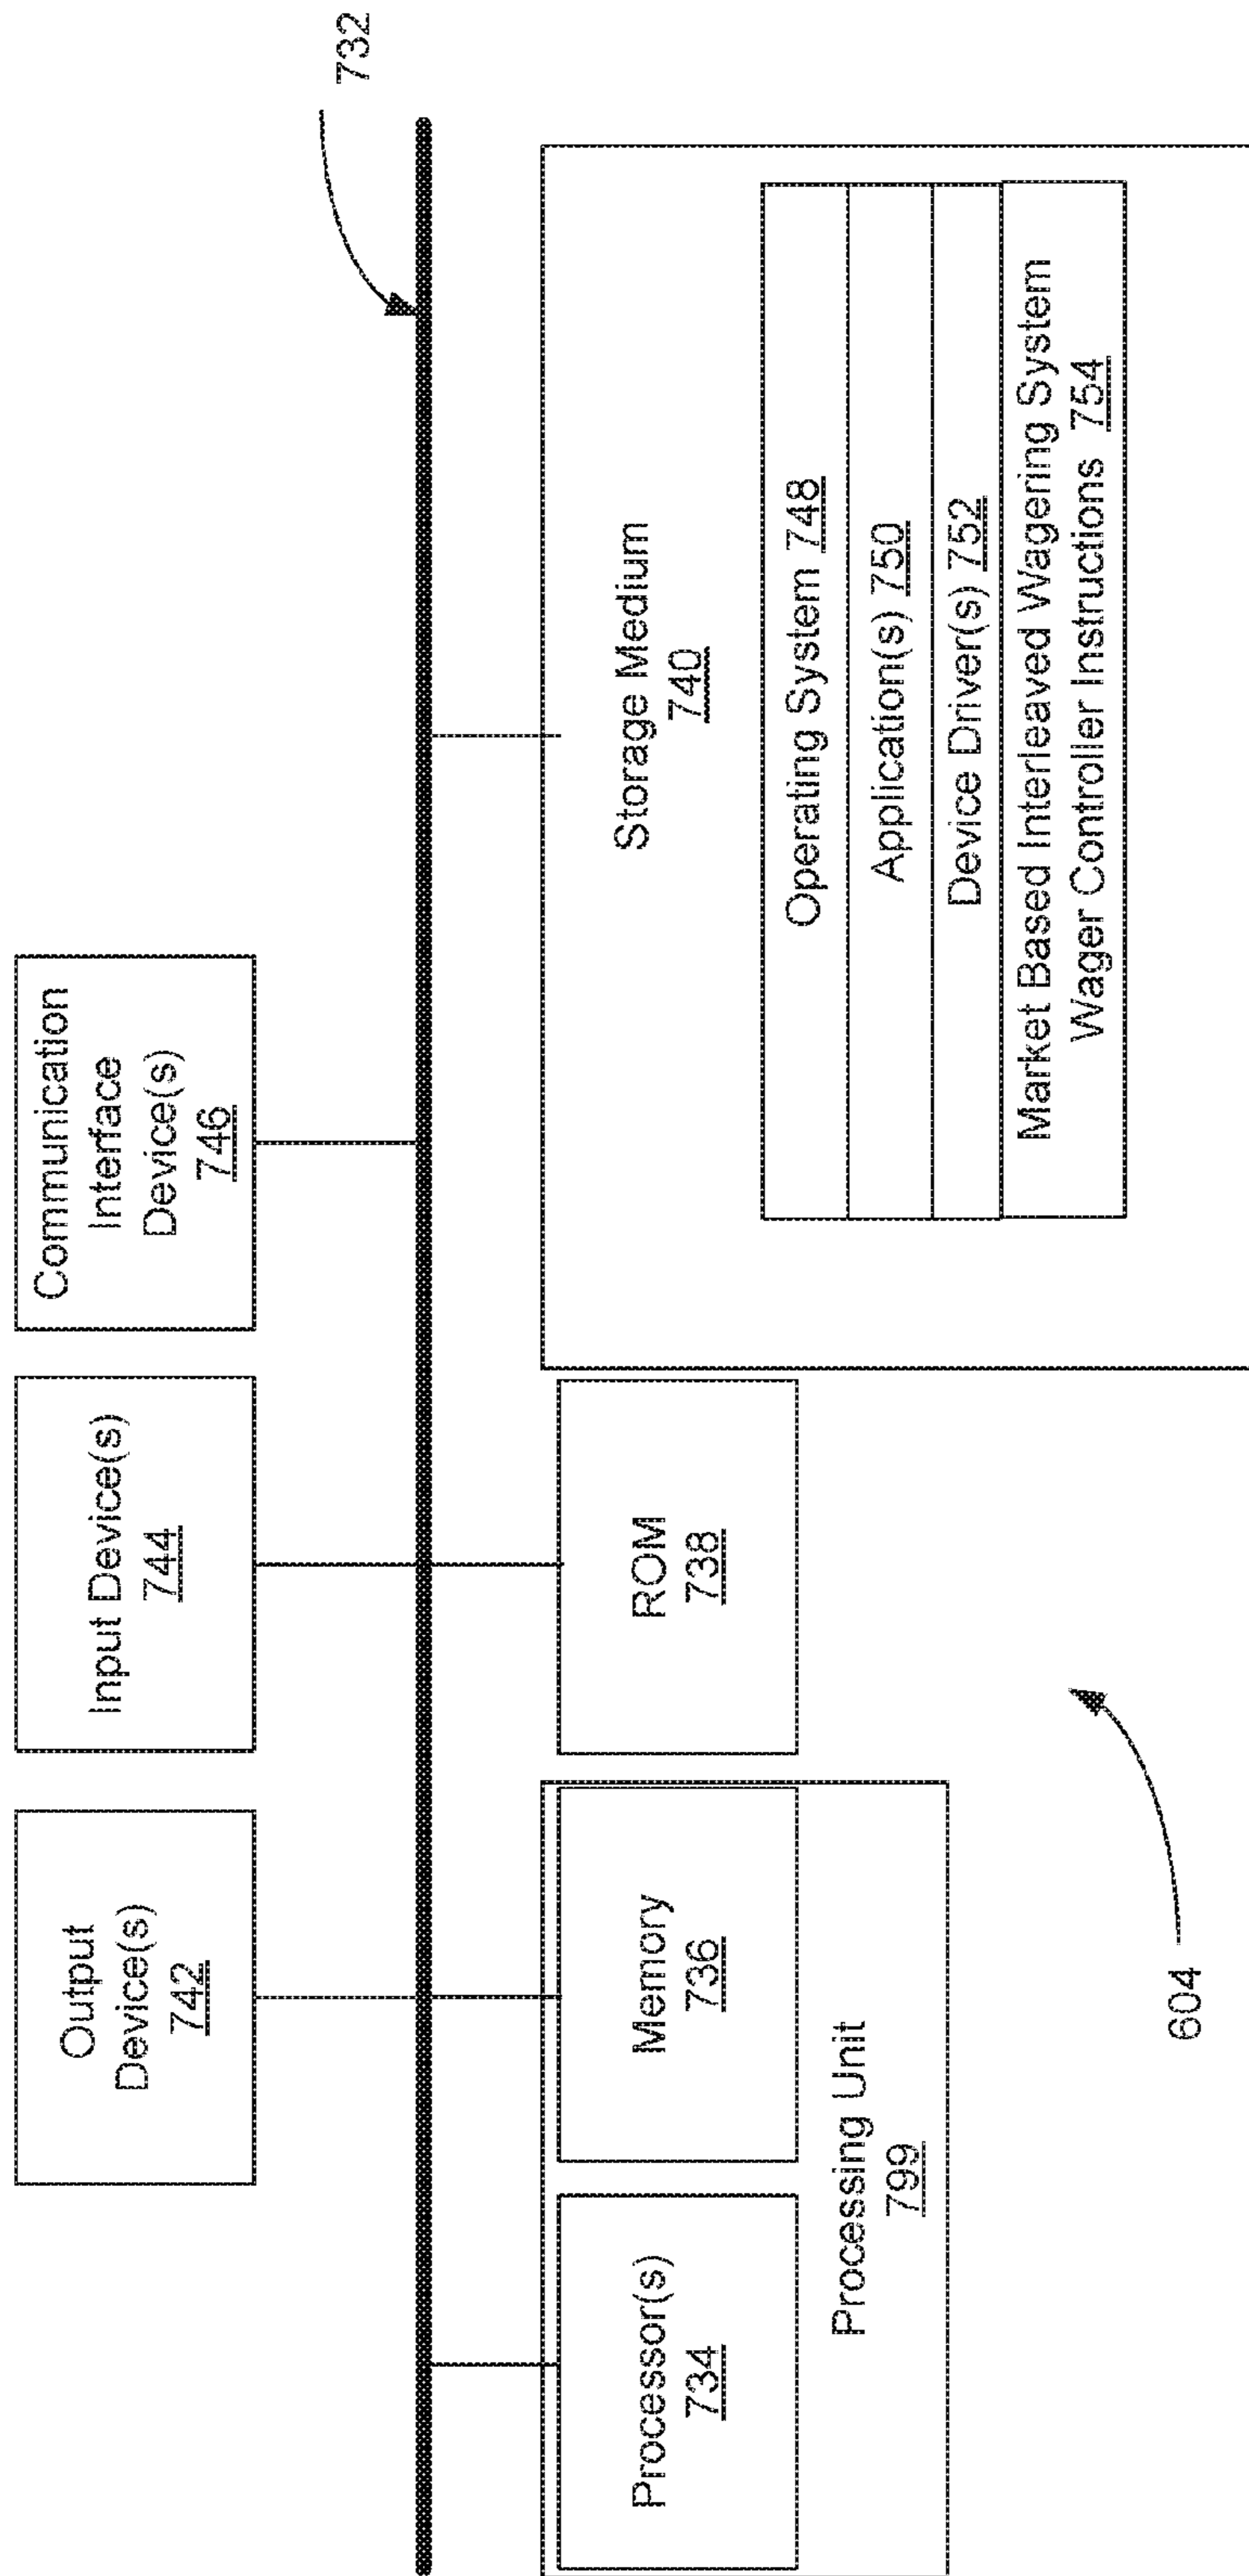 Output
Device(s)
742
Input Device(s)
744
Communication
Interface
Device(s)
746
732
Processor(s)
734
Memory
736
Processing Unit
799
ROM
738
Storage Medium
740
Operating System 748
Application(s) 750
Device Driver(s) 752
Market Based Interleaved Wagering System
Wager Controller Instructions 754
604